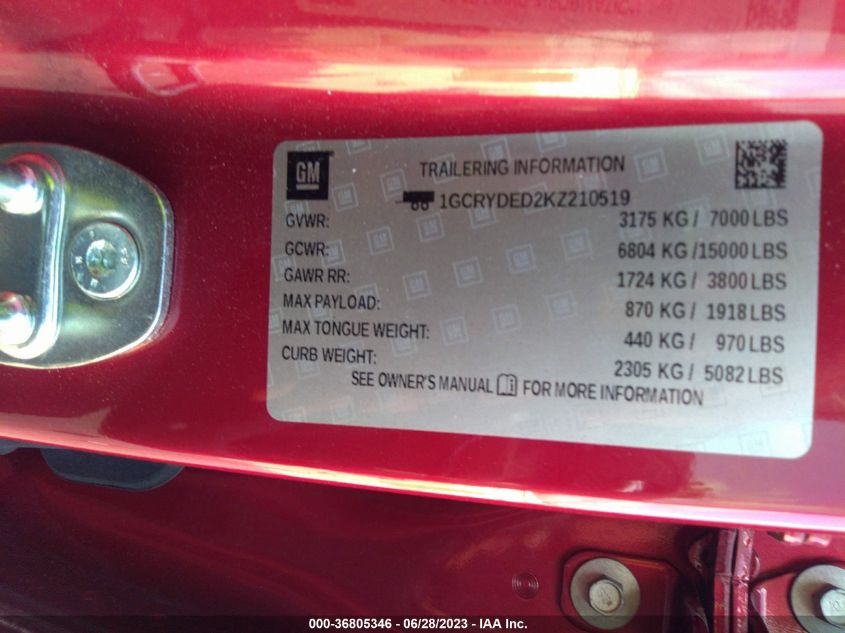 GM
TRAILERING INFORMATION
1GCRYDED2KZ210519
GVWR: 3175 KG / 7000 LBS
GCWR: 6804 KG /15000 LBS
GAWR RR: 1724 KG / 3800 LBS
MAX PAYLOAD: 870 KG / 1918 LBS
MAX TONGUE WEIGHT: 440 KG / 970 LBS
CURB WEIGHT: 2305 KG / 5082 LBS
SEE OWNER'S MANUAL FOR MORE INFORMATION
000-36805346 - 06/28/2023 - IAA Inc.